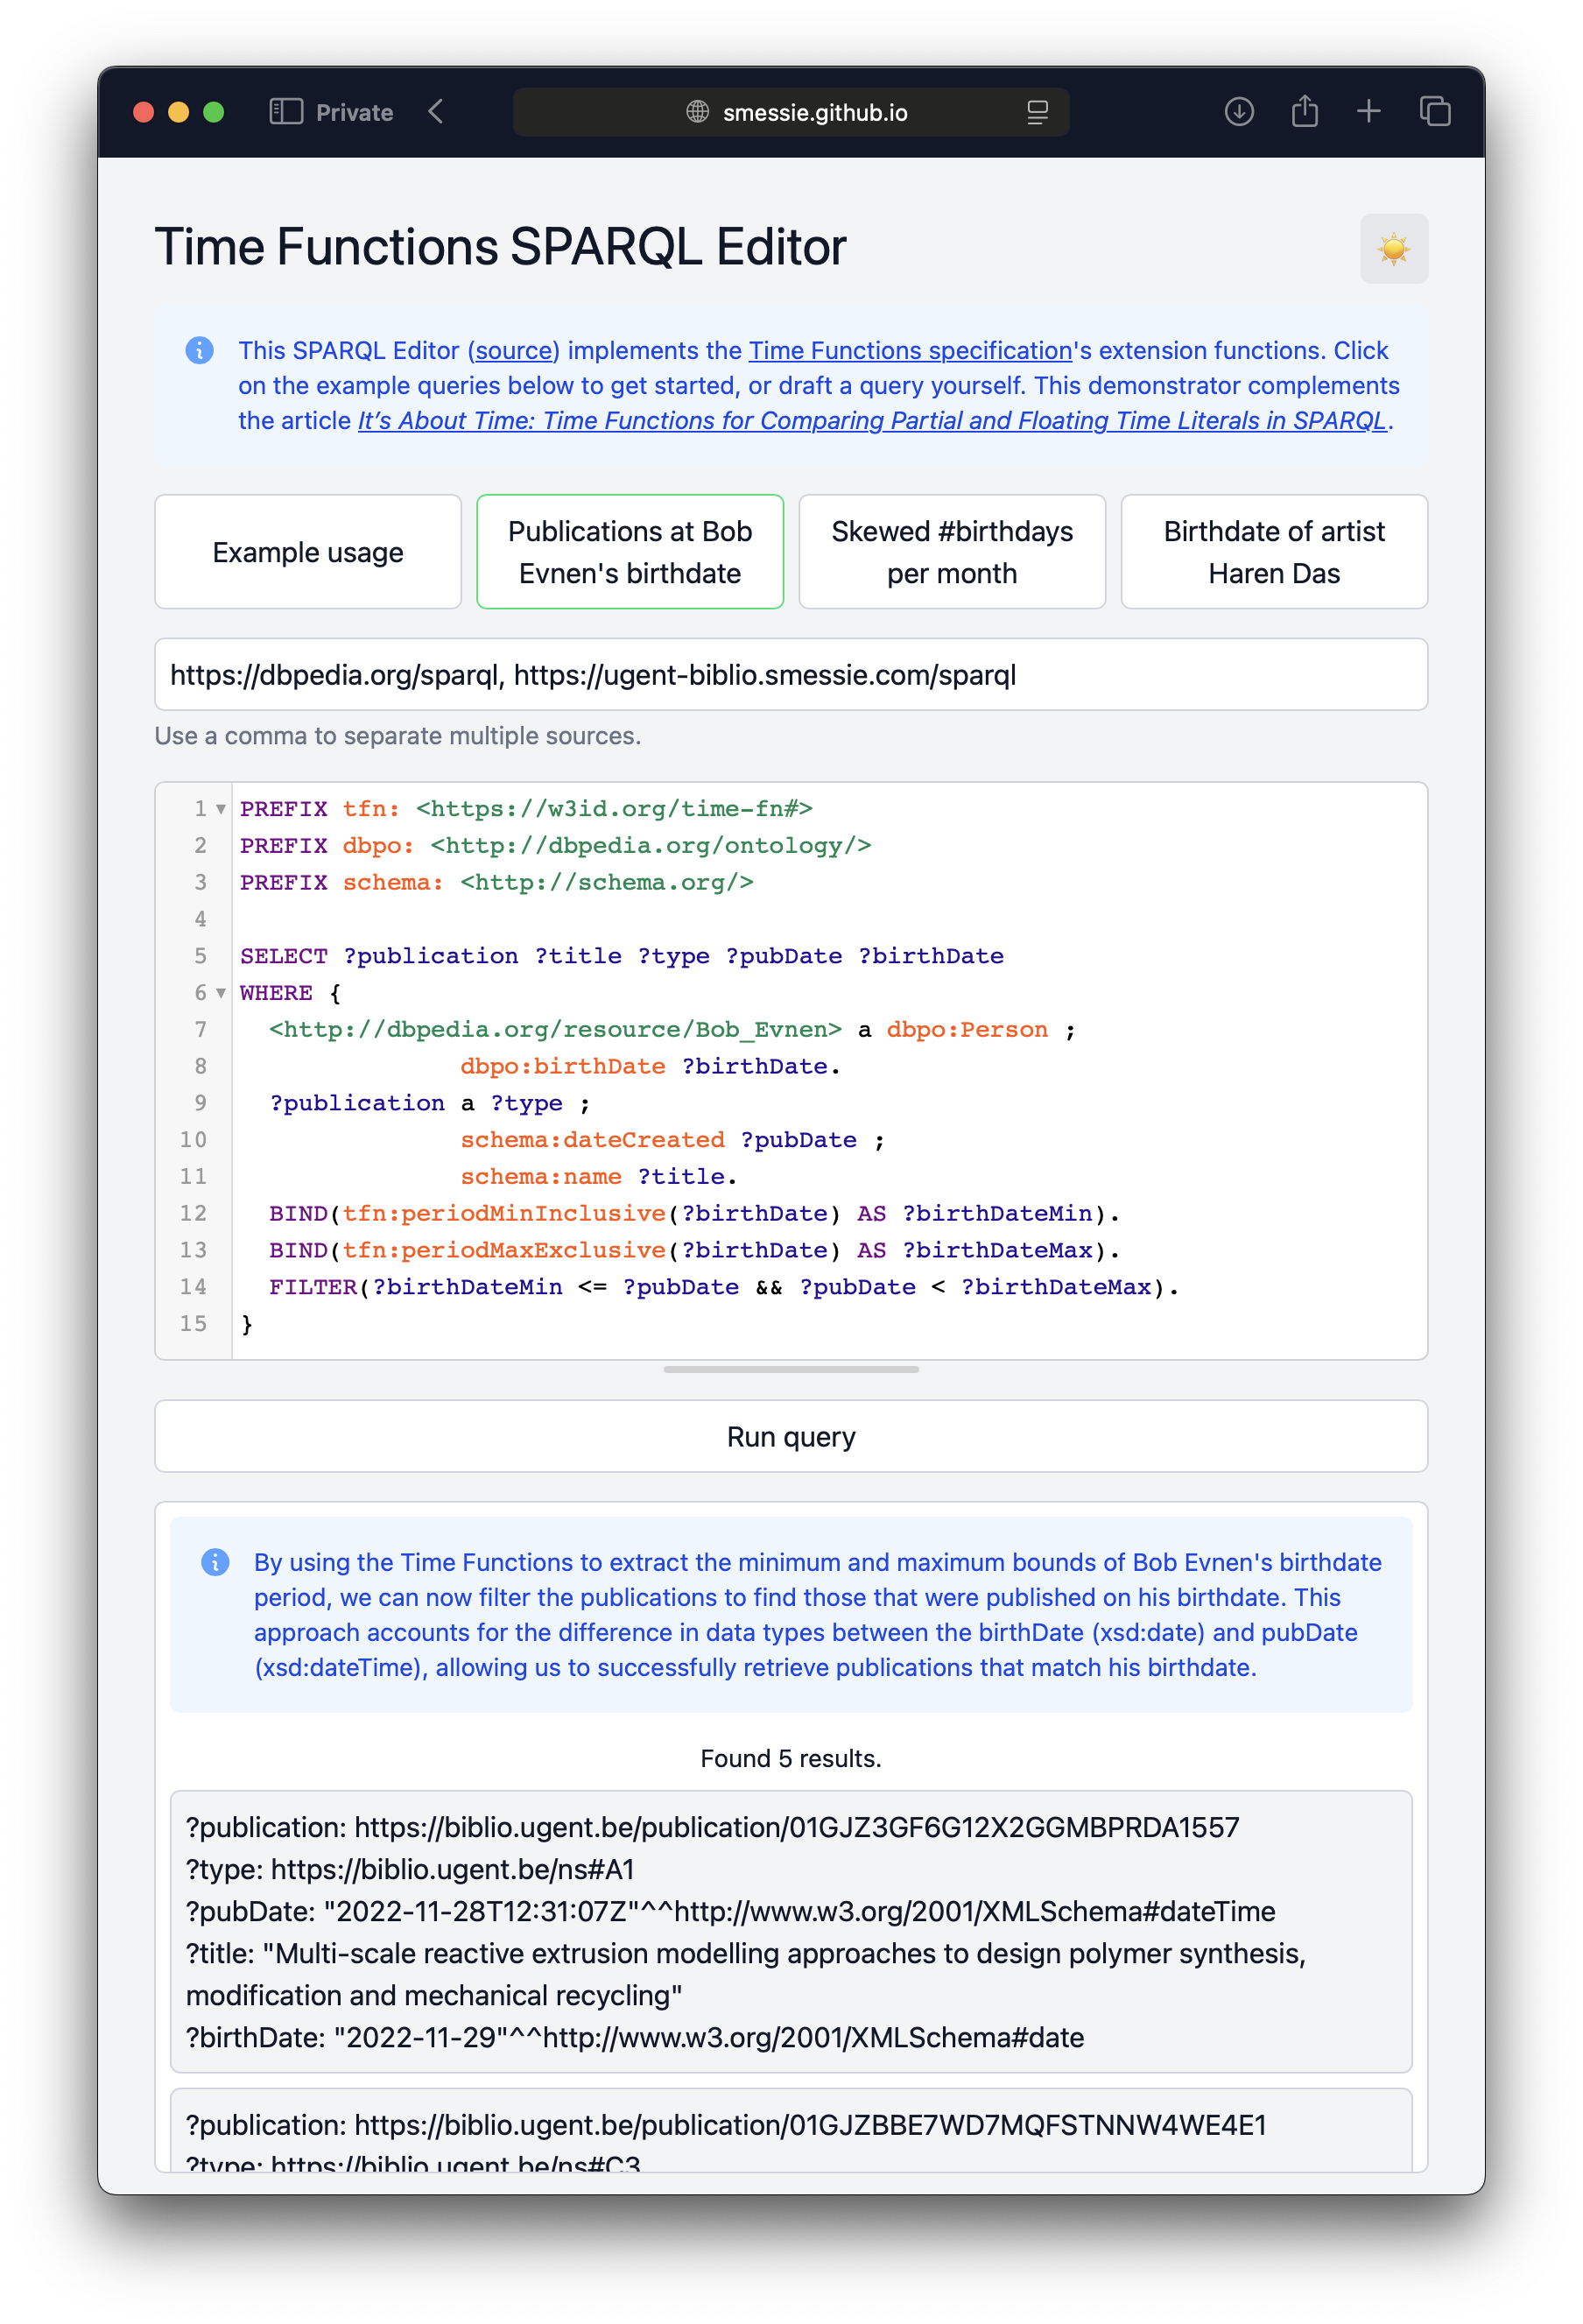 Private
smessie.github.io
Time Functions SPARQL Editor
This SPARQL Editor (source) implements the Time Functions specification's extension functions. Click
on the example queries below to get started, or draft a query yourself. This demonstrator complements
the article It’s About Time: Time Functions for Comparing Partial and Floating Time Literals in SPARQL.
Example usage
Publications at Bob
Evnen's birthdate
Skewed #birthdays
per month
Birthdate of artist
Haren Das
https://dbpedia.org/sparql, https://ugent-biblio.smessie.com/sparql
Use a comma to separate multiple sources.
1 PREFIX tfn: <https://w3id.org/time-fn#>
2 PREFIX dbpo: <http://dbpedia.org/ontology/>
3 PREFIX schema: <http://schema.org/>
4
5 SELECT ?publication ?title ?type ?pubDate ?birthDate
6 WHERE {
7 <http://dbpedia.org/resource/Bob_Evnen> a dbpo:Person ;
8 dbpo:birthDate ?birthDate.
9 ?publication a ?type ;
10 schema:dateCreated ?pubDate ;
11 schema:name ?title.
12 BIND(tfn:periodMinInclusive(?birthDate) AS ?birthDateMin).
13 BIND(tfn:periodMaxExclusive(?birthDate) AS ?birthDateMax).
14 FILTER(?birthDateMin <= ?pubDate && ?pubDate < ?birthDateMax).
15 }
Run query
By using the Time Functions to extract the minimum and maximum bounds of Bob Evnen's birthdate
period, we can now filter the publications to find those that were published on his birthdate. This
approach accounts for the difference in data types between the birthDate (xsd:date) and pubDate
(xsd:dateTime), allowing us to successfully retrieve publications that match his birthdate.
Found 5 results.
?publication: https://biblio.ugent.be/publication/01GJZ3GF6G12X2GGMBPRDA1557
?type: https://biblio.ugent.be/ns#A1
?pubDate: "2022-11-28T12:31:07Z"^^http://www.w3.org/2001/XMLSchema#dateTime
?title: "Multi-scale reactive extrusion modelling approaches to design polymer synthesis,
modification and mechanical recycling"
?birthDate: "2022-11-29"^^http://www.w3.org/2001/XMLSchema#date
?publication: https://biblio.ugent.be/publication/01GJZBBE7WD7MQFSTNNW4WE4E1
?type: https://biblio.ugent.be/ns#C3